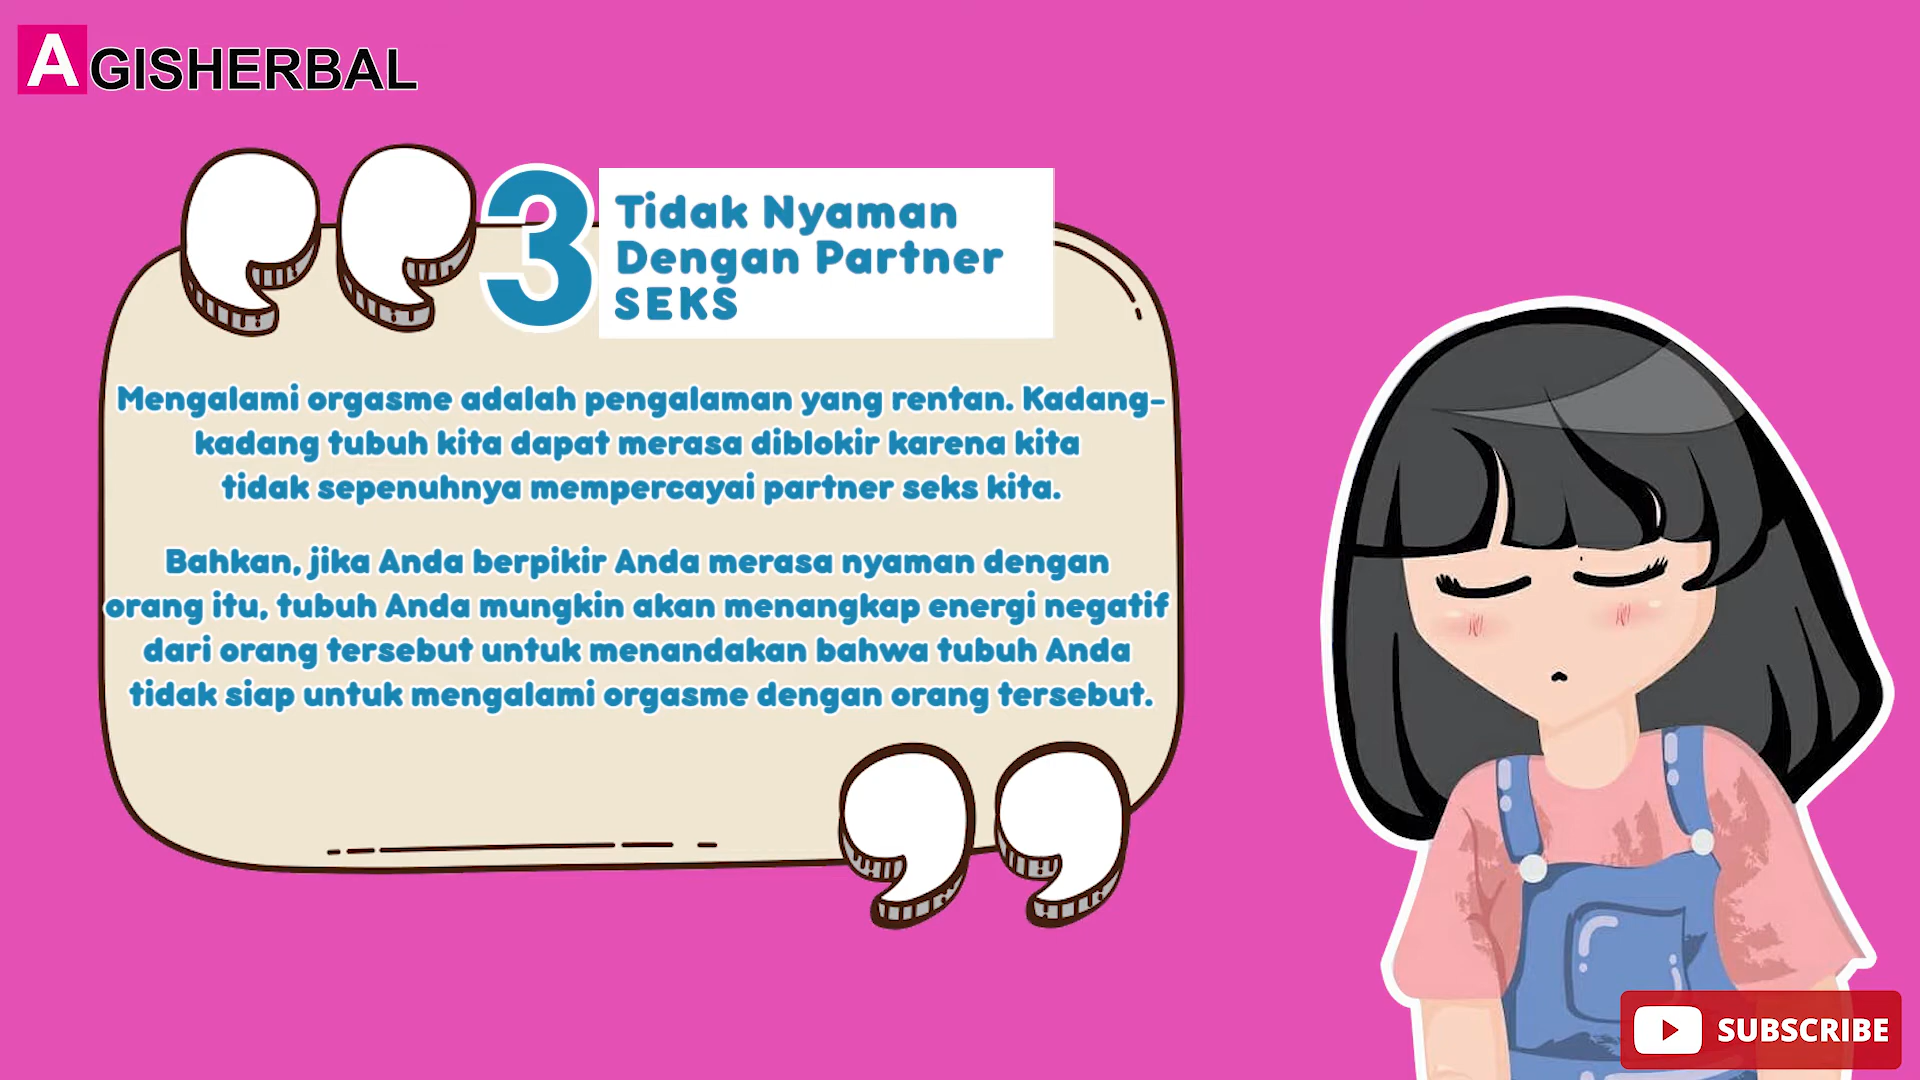 AGISHERBAL
3
Tidak Nyaman
Dengan Partner
SEKS
Mengalami orgasme adalah pengalaman yang rentan. Kadang-
kadang tubuh kita dapat merasa diblokir karena kita
tidak sepenuhnya mempercayai partner seks kita.
Bahkan, jika Anda berpikir Anda merasa nyaman dengan
orang itu, tubuh Anda mungkin akan menangkap energi negatif
dari orang tersebut untuk menandakan bahwa tubuh Anda
tidak siap untuk mengalami orgasme dengan orang tersebut.
SUBSCRIBE